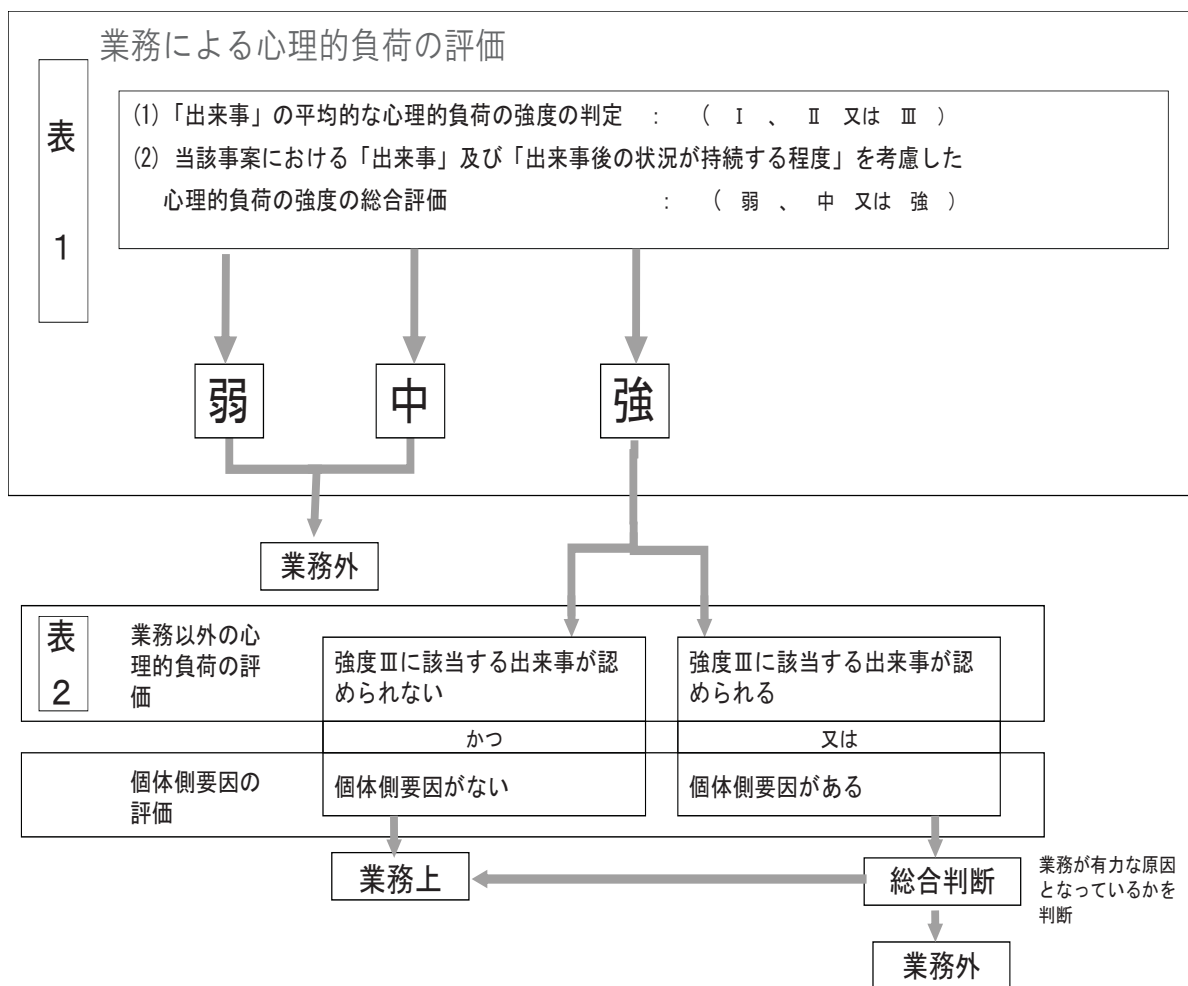 業務による心理的負荷の評価
表
1
(1) 「出来事」の平均的な心理的負荷の強度の判定 : ( Ⅰ 、 Ⅱ 又は Ⅲ )
(2) 当該事案における「出来事」及び「出来事後の状況が持続する程度」を考慮した
心理的負荷の強度の総合評価 : ( 弱 、 中 又は 強 )
弱
中
強
業務外
表
2
業務以外の心
理的負荷の評
価
強度Ⅲに該当する出来事が認
められない
強度Ⅲに該当する出来事が認
められる
かつ
又は
個体側要因の
評価
個体側要因がない
個体側要因がある
業務上
総合判断
業務が有力な原因
となっているかを
判断
業務外